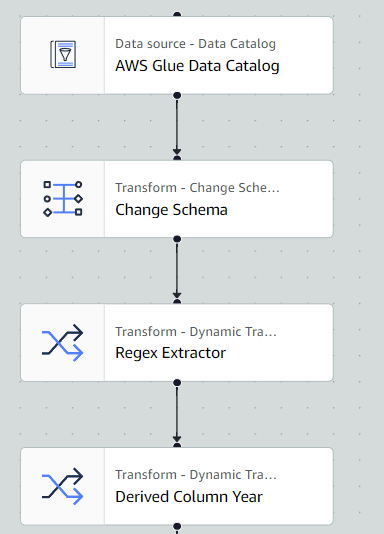 Data source - Data Catalog
AWS Glue Data Catalog
Transform - Change Sche...
Change Schema
Transform - Dynamic Tra...
Regex Extractor
Transform - Dynamic Tra...
Derived Column Year